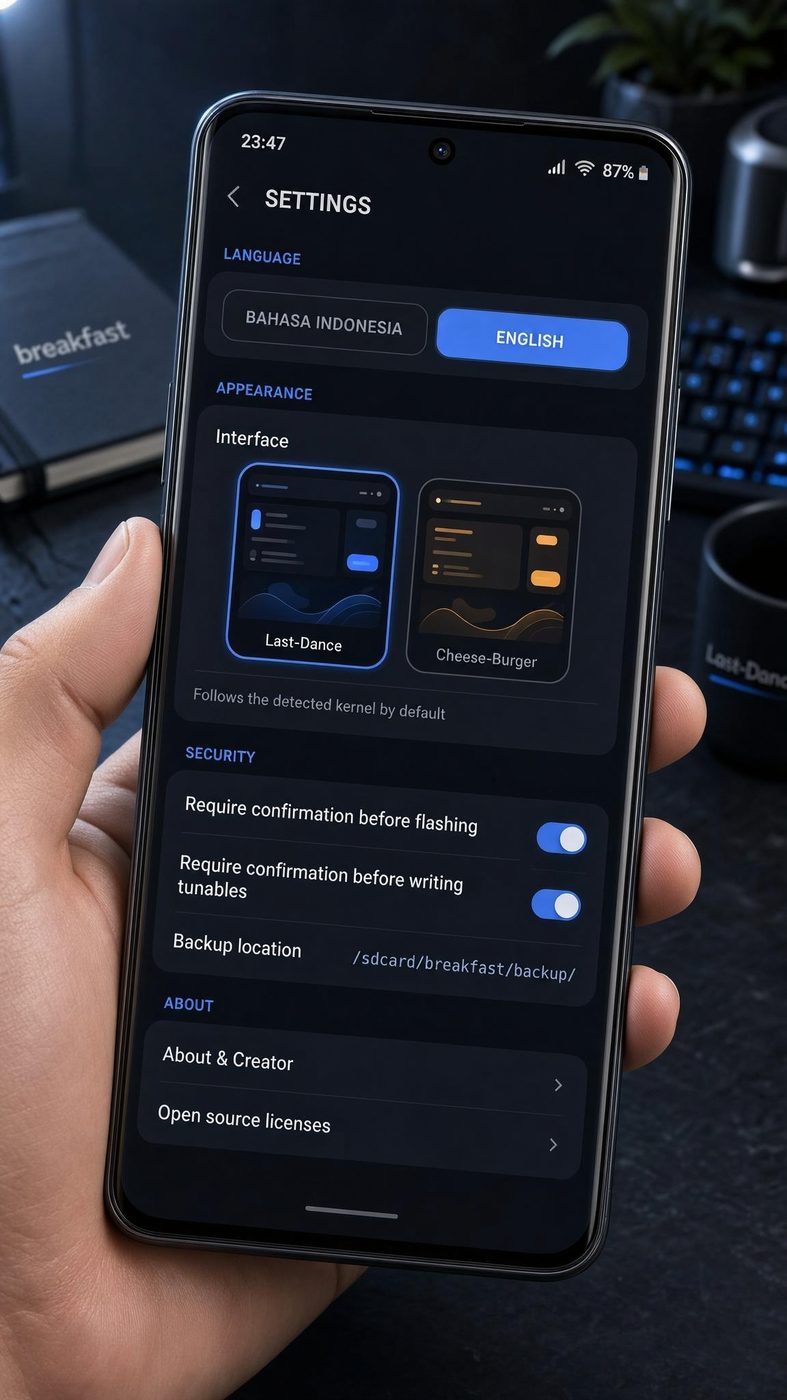 23:47
87%
SETTINGS
LANGUAGE
BAHASA INDONESIA
ENGLISH
APPEARANCE
Interface
Last-Dance
Cheese-Burger
Follows the detected kernel by default
SECURITY
Require confirmation before flashing
Require confirmation before writing
tunables
Backup location
/sdcard/breakfast/backup/
ABOUT
About & Creator
Open source licenses
breakfast
Last-Danc